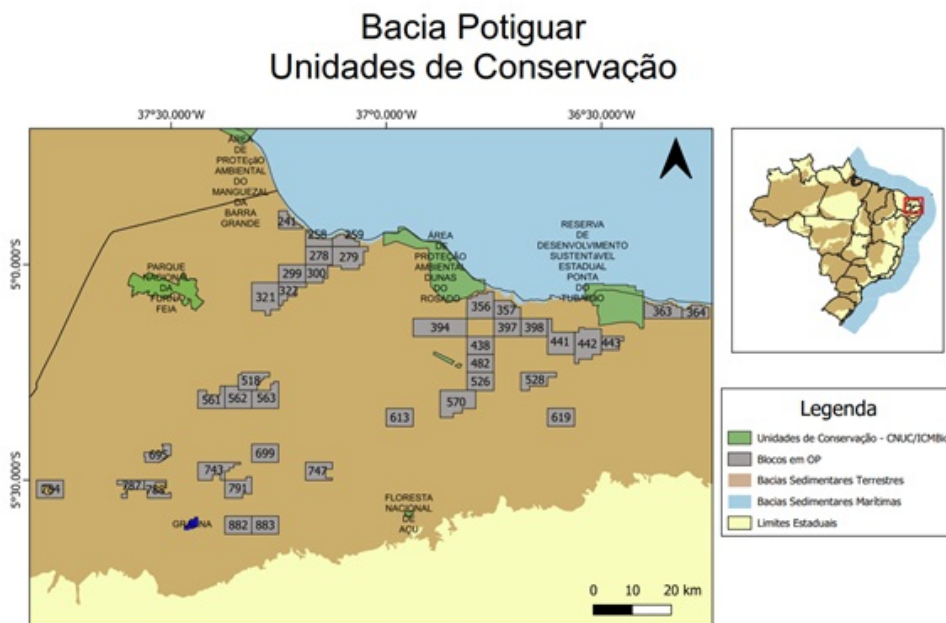 Bacia Potiguar
Unidades de Conservação
37°30.000'W
37°0.000'W
36°30.000'W
5°0.000'S
5°30.000'S
ÁREA
DE
PROTEÇÃO
AMBIENTAL
DO
MANGUEZAL
DA
BARRA
GRANDE
241
258
259
278
279
299
300
321
322
PARQUE
NACIONAL
DA
FURNA
FEIA
ÁREA
DE
PROTEÇÃO
AMBIENTAL
DUNAS
DO
ROSADO
RESERVA
DE
DESENVOLVIMENTO
SUSTENTÁVEL
ESTADUAL
PONTA
DO
TUBARÃO
356
357
363
364
394
397
398
438
441
442
443
482
518
526
528
561
562
563
570
613
619
695
699
743
747
784
787
788
791
882
883
FLORESTA
NACIONAL
DE
AÇU
0 10 20 km
Legenda
Unidades de Conservação - CNUC/ICMBio
Blocos em OP
Bacias Sedimentares Terrestres
Bacias Sedimentares Marítimas
Limites Estaduais